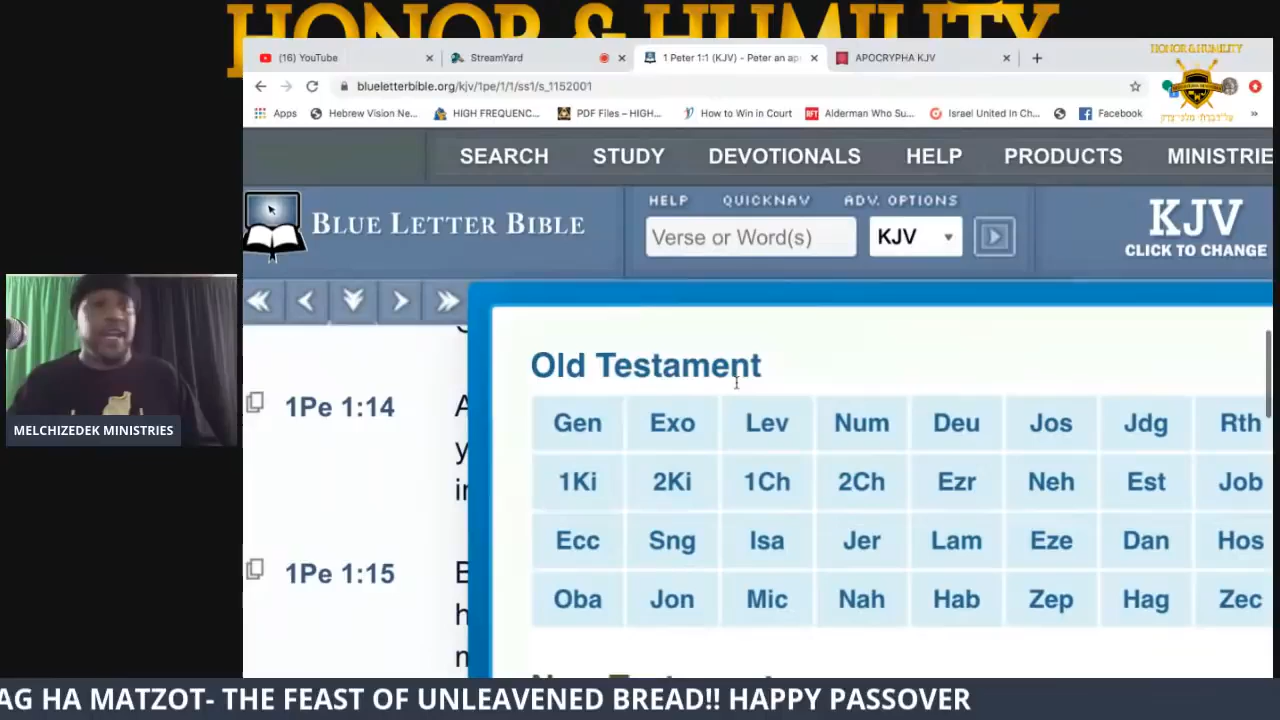 HONOR & HUMILITY
(16) YouTube
StreamYard
1 Peter 1:1 (KJV) - Peter an ap
APOCRYPHA KJV
HONOR & HUMILITY
blueletterbible.org/kjv/1pe/1/1/ss1/s_1152001
Apps
Hebrew Vision Ne...
HIGH FREQUENC...
PDF Files – HIGH...
How to Win in Court
RFT
Alderman Who Su...
Israel United In Ch...
Facebook
»
SEARCH STUDY DEVOTIONALS HELP PRODUCTS MINISTRIE
BLUE LETTER BIBLE
HELP QUICKNAV ADV. OPTIONS
Verse or Word(s)
KJV
KJV
CLICK TO CHANGE
Old Testament
1Pe 1:14
1Pe 1:15
Gen Exo Lev Num Deu Jos Jdg Rth
1Ki 2Ki 1Ch 2Ch Ezr Neh Est Job
Ecc Sng Isa Jer Lam Eze Dan Hos
Oba Jon Mic Nah Hab Zep Hag Zec
MELCHIZEDEK MINISTRIES
AG HA MATZOT- THE FEAST OF UNLEAVENED BREAD!! HAPPY PASSOVER